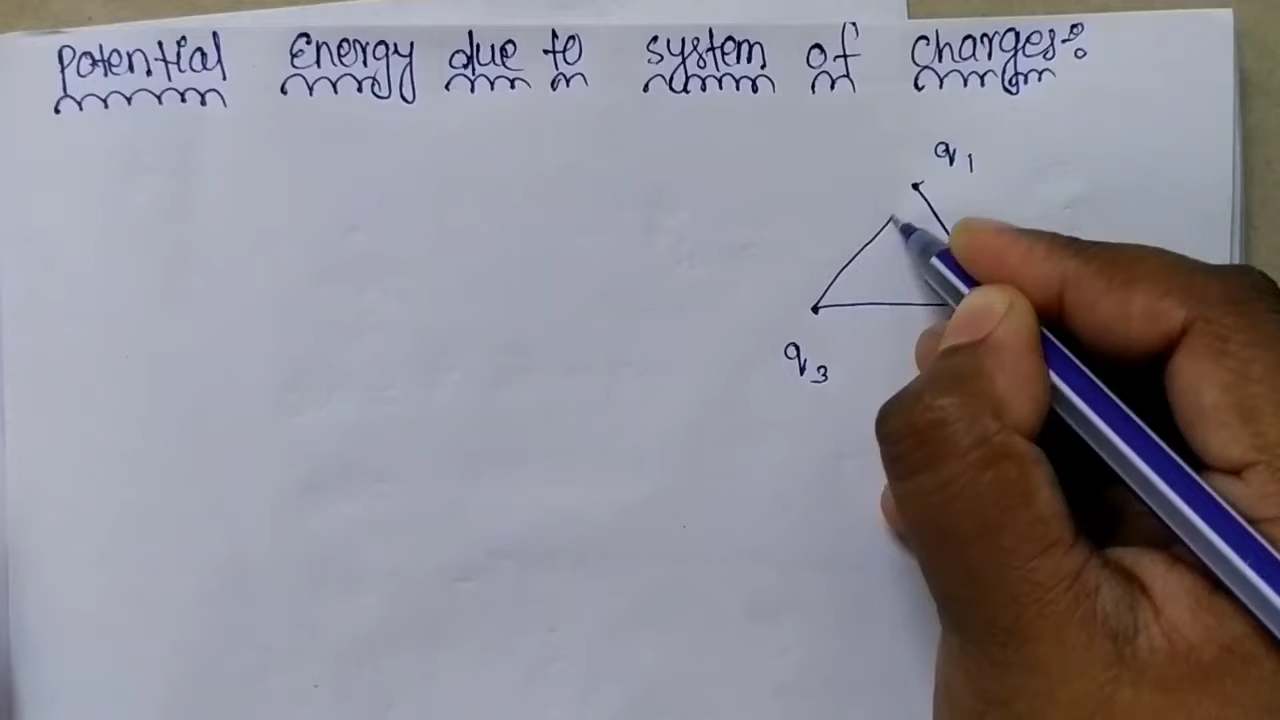 Potential Energy due to system of charges:
q1
q3